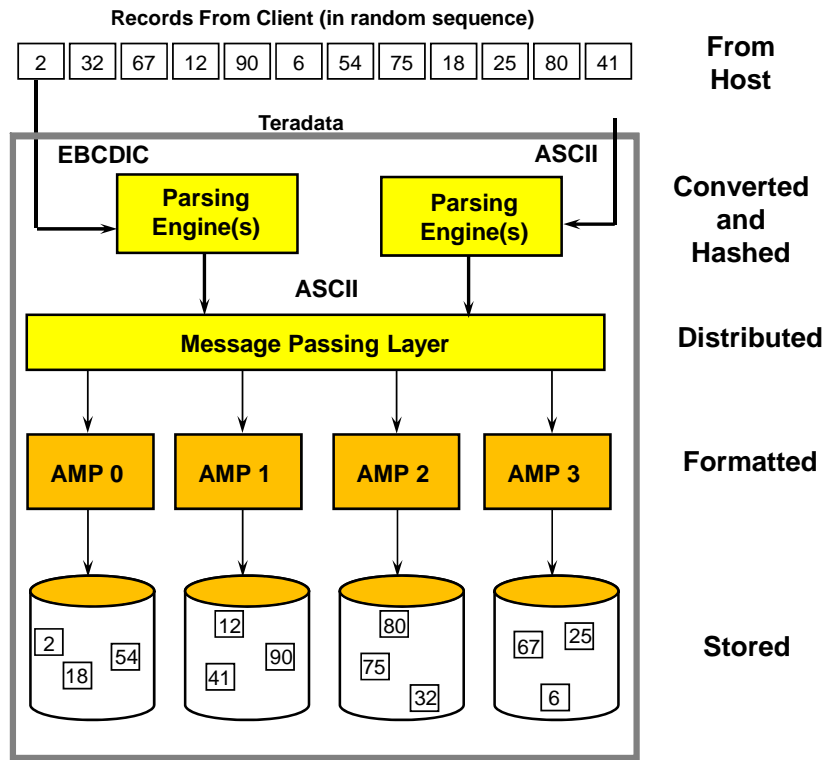 Records From Client (in random sequence)
2 32 67 12 90 6 54 75 18 25 80 41
From
Host
Teradata
EBCDIC
ASCII
Parsing
Engine(s)
Parsing
Engine(s)
Converted
and
Hashed
ASCII
Message Passing Layer
Distributed
AMP 0
AMP 1
AMP 2
AMP 3
Formatted
2
18
54
12
41
90
80
75
32
67
25
6
Stored